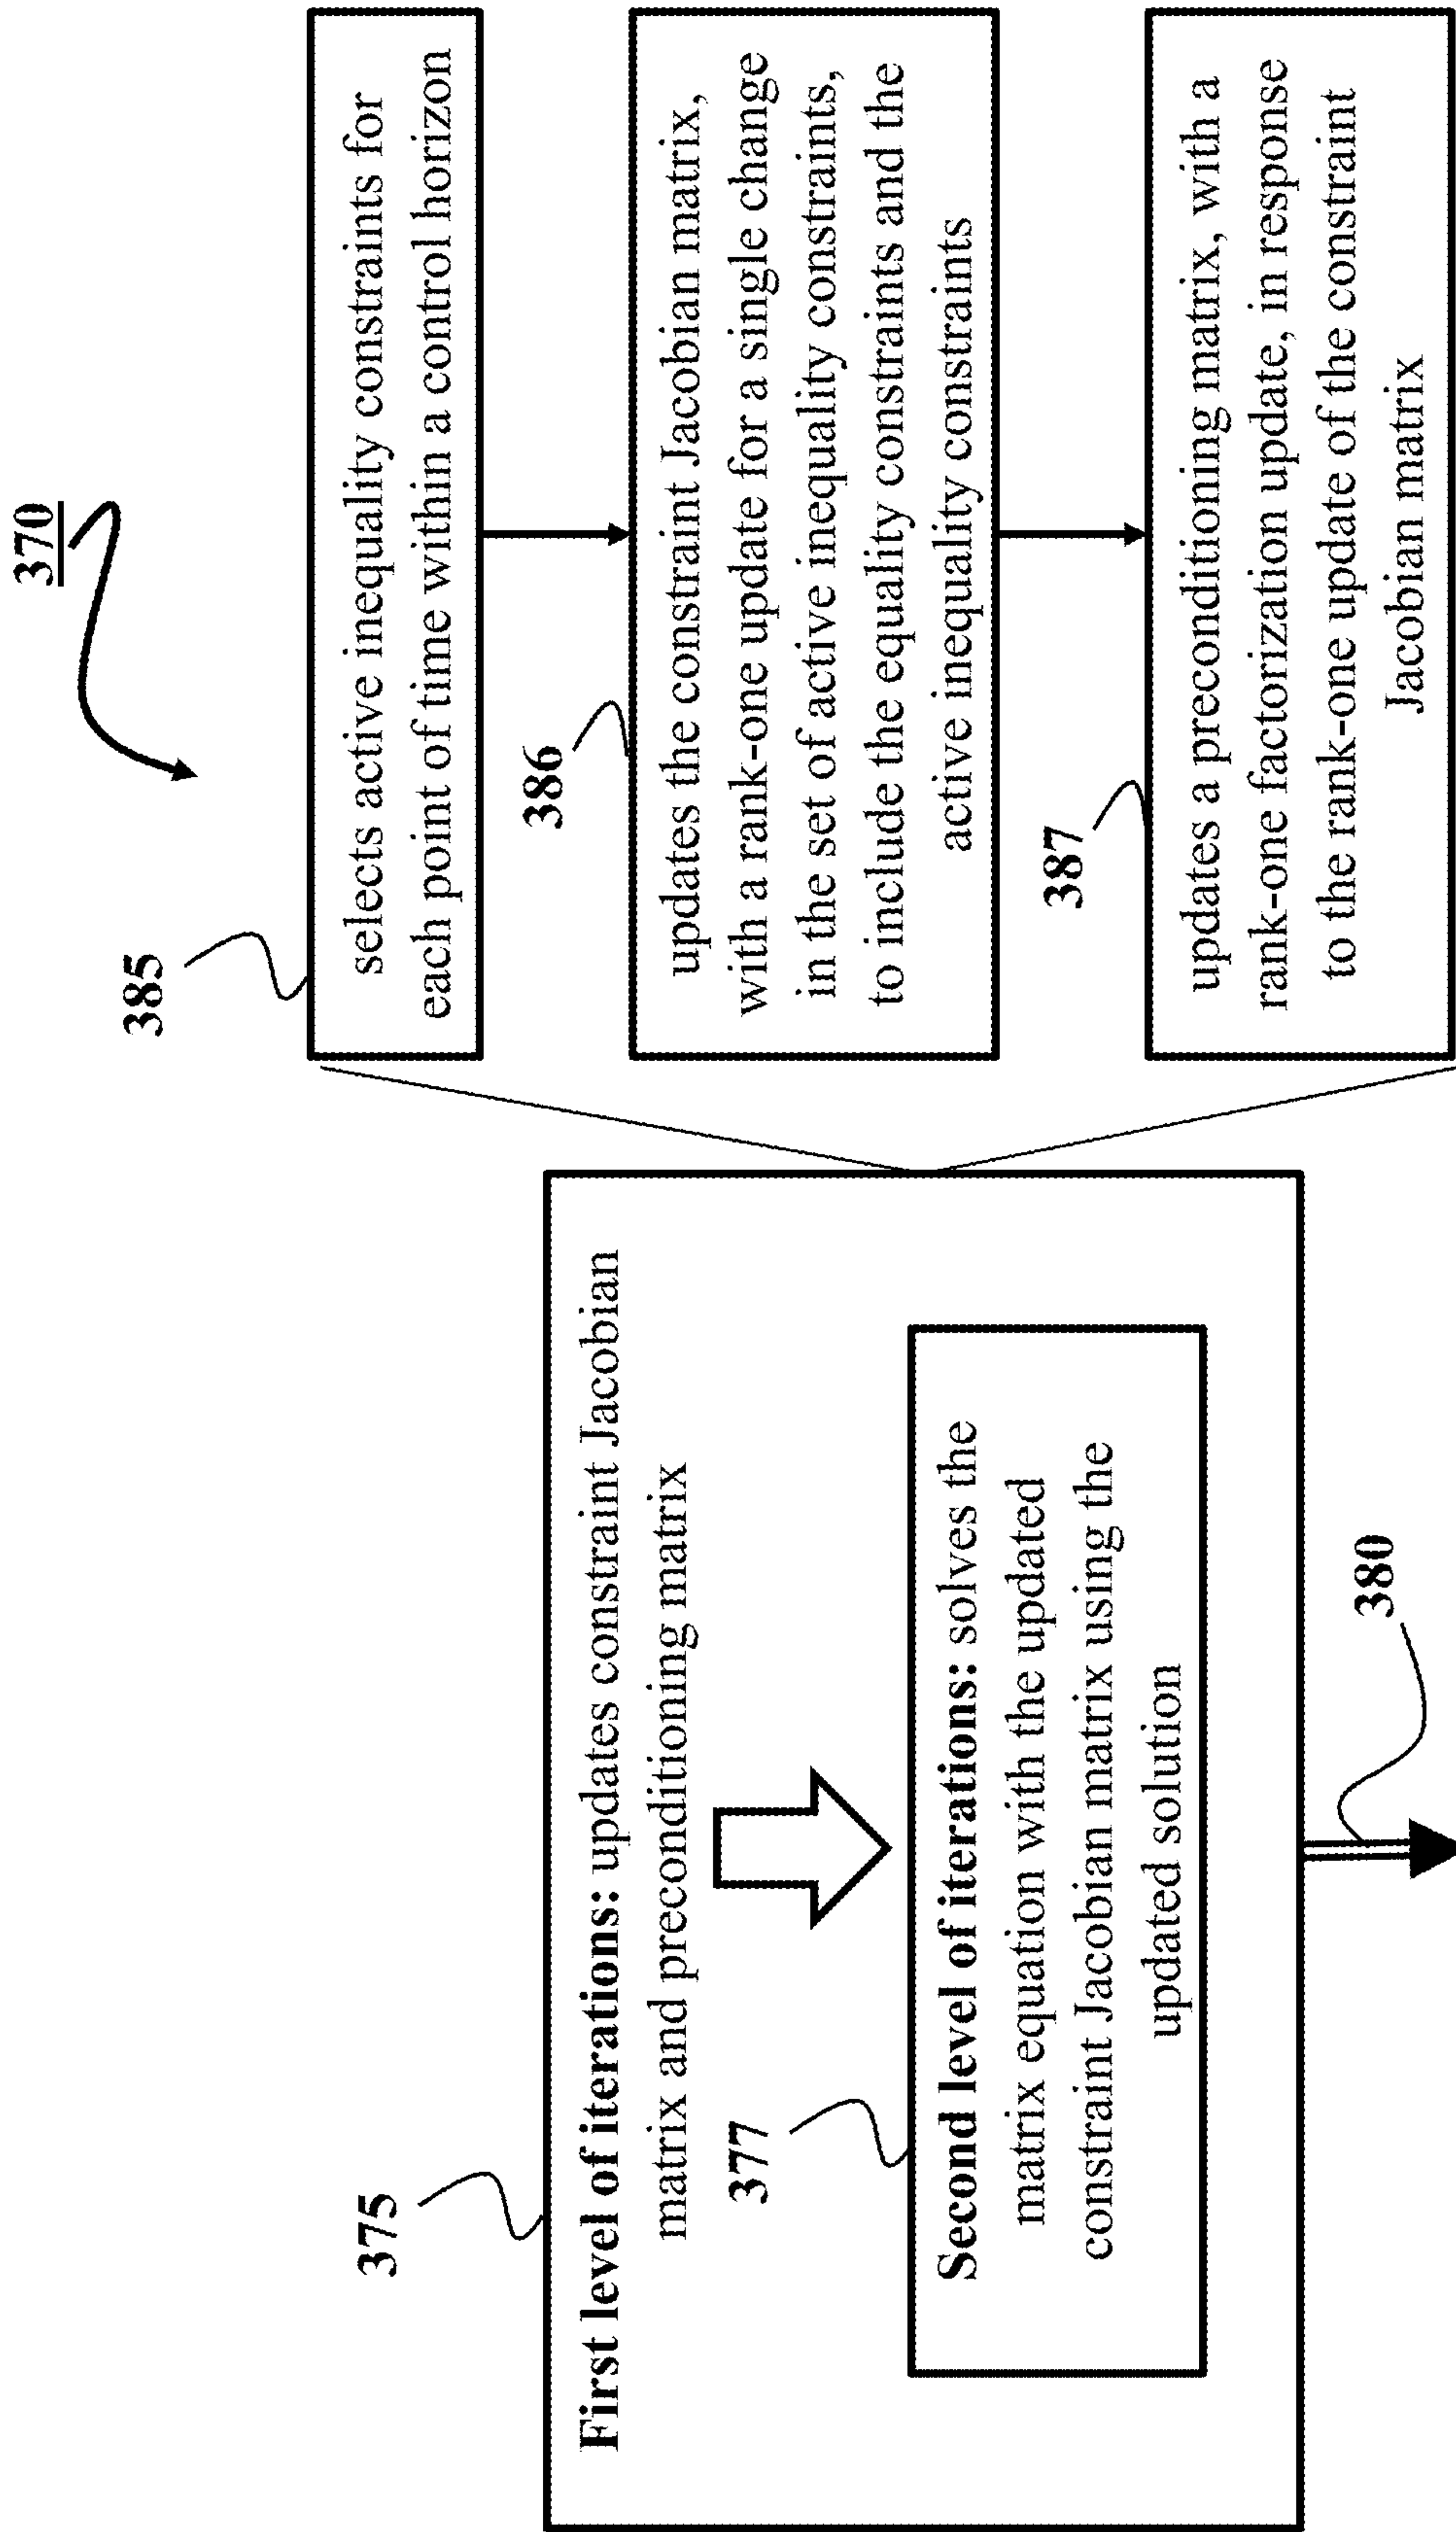 370
375
First level of iterations: updates constraint Jacobian
matrix and preconditioning matrix
377
Second level of iterations: solves the
matrix equation with the updated
constraint Jacobian matrix using the
updated solution
380
385
selects active inequality constraints for
each point of time within a control horizon
386
updates the constraint Jacobian matrix,
with a rank-one update for a single change
in the set of active inequality constraints,
to include the equality constraints and the
active inequality constraints
387
updates a preconditioning matrix, with a
rank-one factorization update, in response
to the rank-one update of the constraint
Jacobian matrix